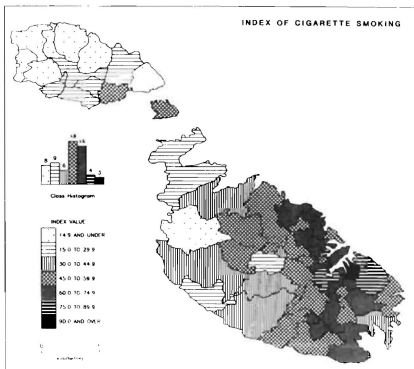 INDEX OF CIGARETTE SMOKING
8 9 6 18 16 4 3
Class Histogram
INDEX VALUE
14.9 AND UNDER
15.0 TO 29.9
30.0 TO 44.9
45.0 TO 59.9
60.0 TO 74.9
75.0 TO 89.9
90.0 AND OVER
0